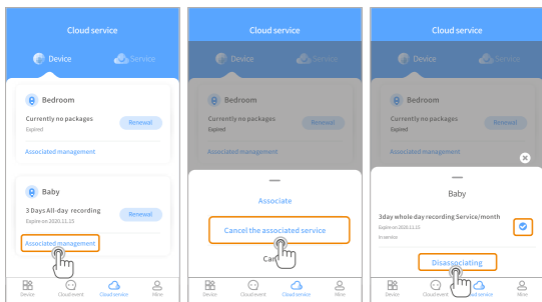 Cloud service
Device
Service
Bedroom
Currently no packages
Expired
Renewal
Associated management
Baby
3 Days All-day recording
Expire on 2020.11.15
Renewal
Associated management
Device
Cloud event
Cloud service
Mine
Cloud service
Device
Service
Bedroom
Currently no packages
Expired
Renewal
Associated management
Associate
Cancel the associated service
Device
Cloud event
Cloud service
Mine
Cloud service
Device
Service
Bedroom
Currently no packages
Expired
Renewal
Associated management
Baby
3day whole day recording Service/month
Expire on 2020.11.15
In service
Disassociating
Device
Cloud event
Cloud service
Mine